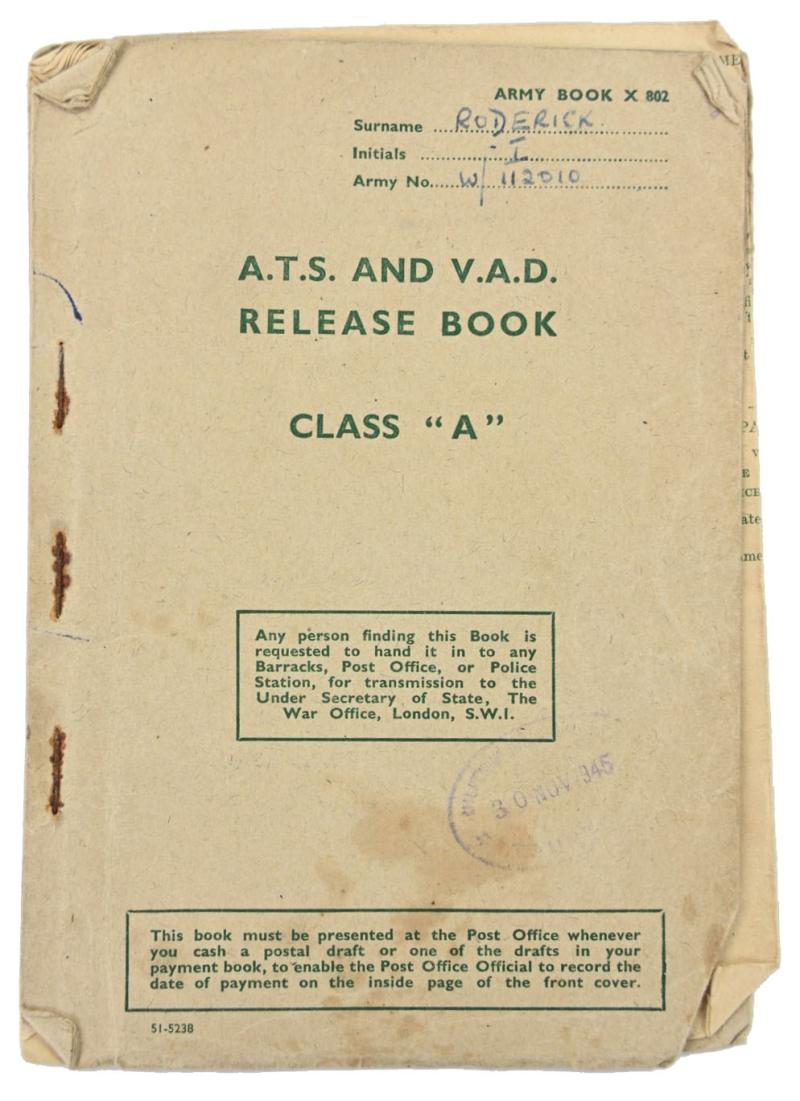 ARMY BOOK X 802
Surname RODERICK.
Initials I
Army No. W/112010
A.T.S. AND V.A.D.
RELEASE BOOK
CLASS “A”
Any person finding this Book is
requested to hand it in to any
Barracks, Post Office, or Police
Station, for transmission to the
Under Secretary of State, The
War Office, London, S.W.1.
30 NOV 1945
This book must be presented at the Post Office whenever
you cash a postal draft or one of the drafts in your
payment book, to enable the Post Office Official to record the
date of payment on the inside page of the front cover.
51-5238